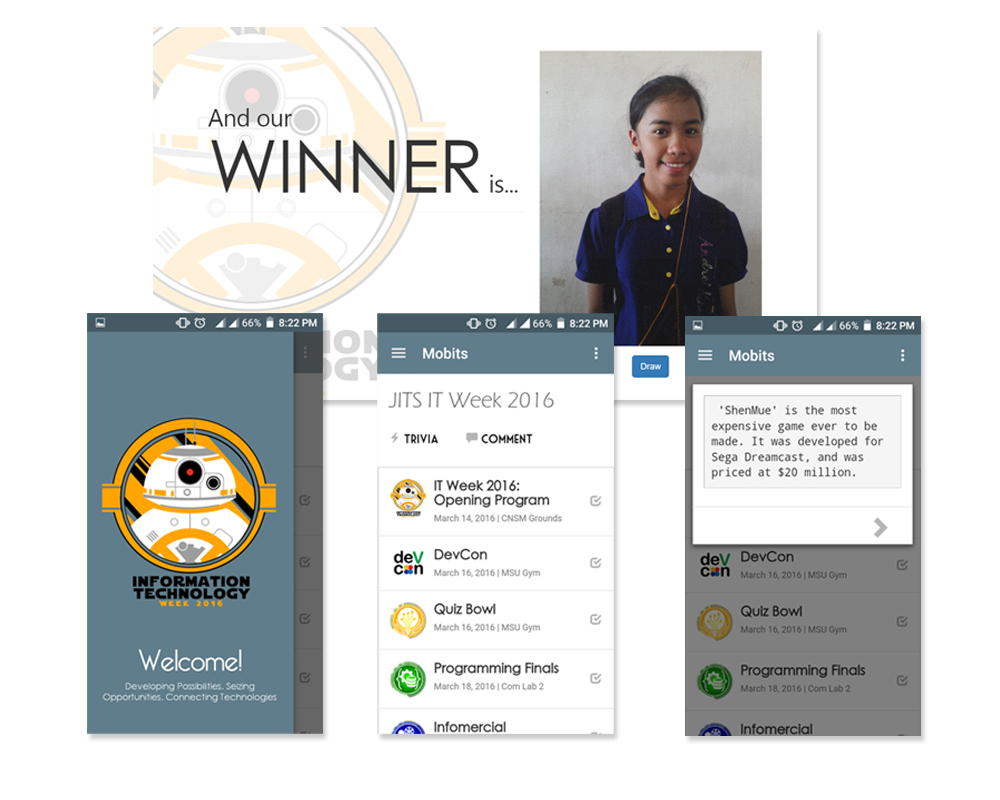 And our
WINNER is...
Draw
66% 8:22 PM
INFORMATION
TECHNOLOGY
WEEK 2016
Welcome!
Developing Possibilities. Seizing
Opportunities. Connecting Technologies
66% 8:22 PM
Mobits
JITS IT Week 2016
TRIVIA COMMENT
IT Week 2016:
Opening Program
March 14, 2016 | CNSM Grounds
DevCon
March 16, 2016 | MSU Gym
Quiz Bowl
March 16, 2016 | MSU Gym
Programming Finals
March 18, 2016 | Com Lab 2
Infomercial
66% 8:22 PM
Mobits
'ShenMue' is the most
expensive game ever to be
made. It was developed for
Sega Dreamcast, and was
priced at $20 million.
DevCon
March 16, 2016 | MSU Gym
Quiz Bowl
March 16, 2016 | MSU Gym
Programming Finals
March 18, 2016 | Com Lab 2
Infomercial